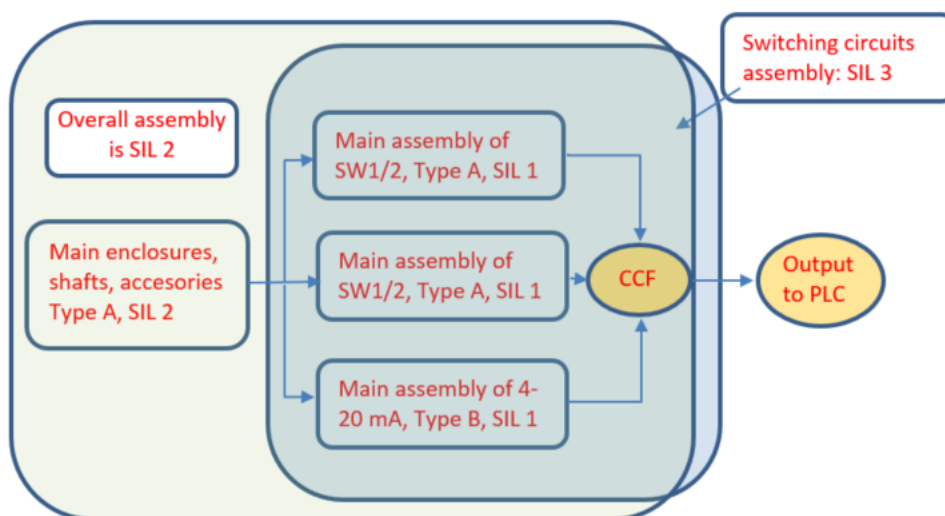 Switching circuits
assembly: SIL 3
Overall assembly
is SIL 2
Main assembly of
SW1/2, Type A, SIL 1
Main enclosures,
shafts, accesories
Type A, SIL 2
Main assembly of
SW1/2, Type A, SIL 1
CCF
Output
to PLC
Main assembly of 4-
20 mA, Type B, SIL 1